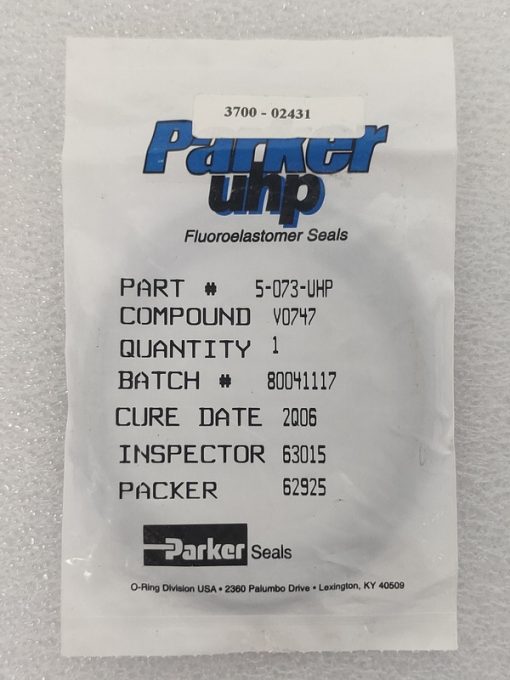 3700 - 02431
Parker
uhp
Fluoroelastomer Seals
PART # 5-073-UHP
COMPOUND V0747
QUANTITY 1
BATCH # 80041117
CURE DATE 2Q06
INSPECTOR 63015
PACKER 62925
Parker Seals
O-Ring Division USA • 2360 Palumbo Drive • Lexington, KY 40509